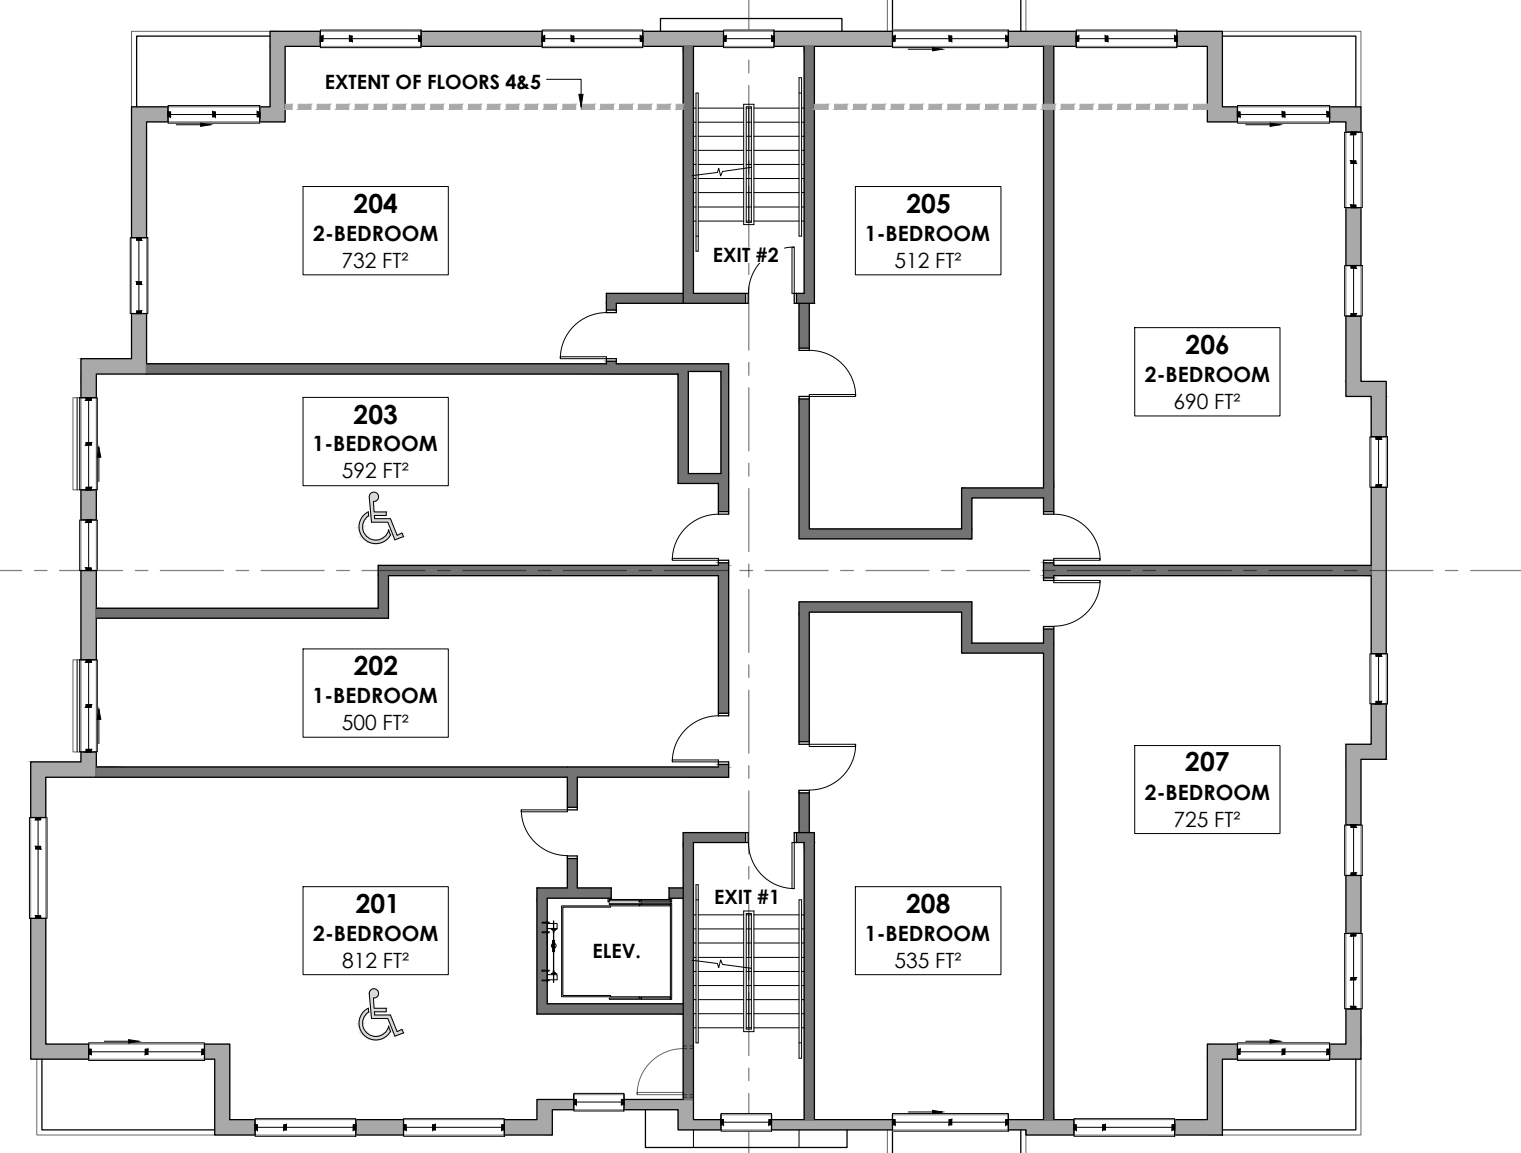 EXTENT OF FLOORS 4&5
204
2-BEDROOM
732 FT²
EXIT #2
205
1-BEDROOM
512 FT²
206
2-BEDROOM
690 FT²
203
1-BEDROOM
592 FT²
202
1-BEDROOM
500 FT²
207
2-BEDROOM
725 FT²
201
2-BEDROOM
812 FT²
ELEV.
EXIT #1
208
1-BEDROOM
535 FT²